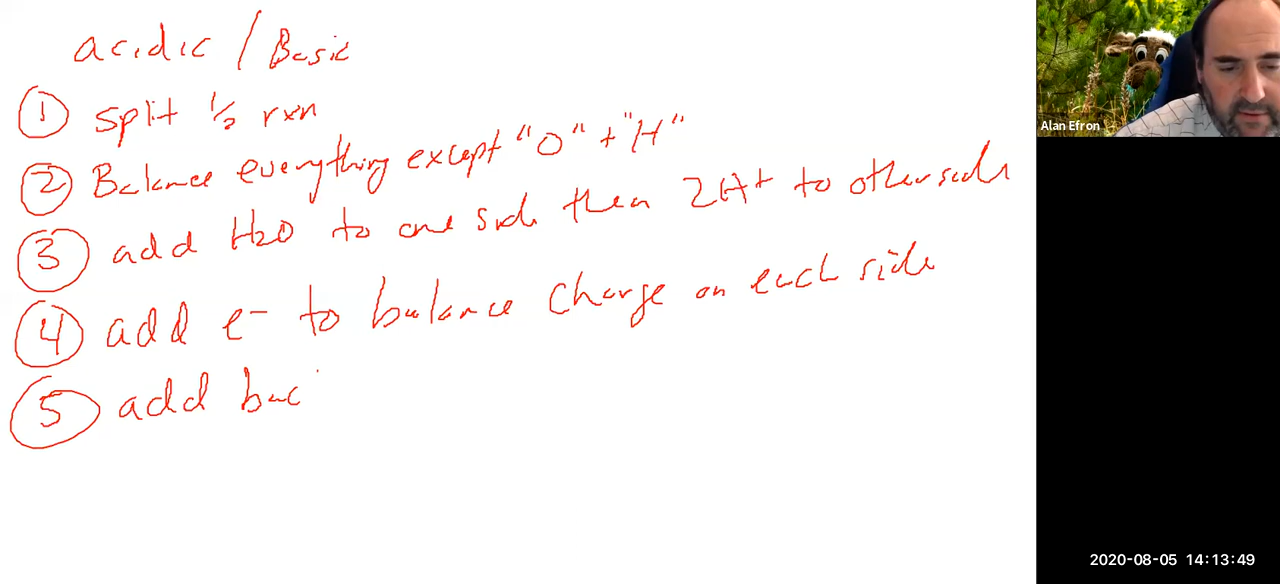 acidic / Basic
① split ½ rxn
② Balance everything except "O" + "H"
③ add H2O to one side then 2H+ to other side
④ add e- to balance charge on each side
⑤ add bac
Alan Efron
2020-08-05 14:13:49